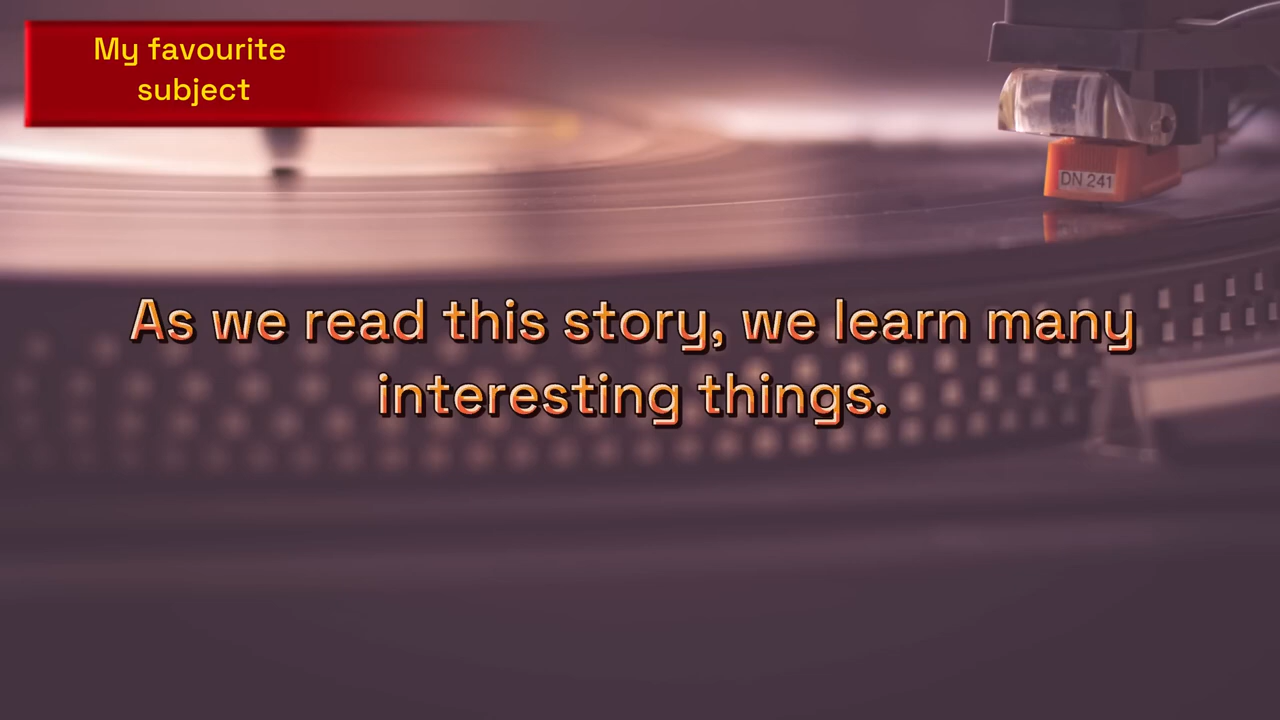 My favourite
subject
DN 241
As we read this story, we learn many
interesting things.